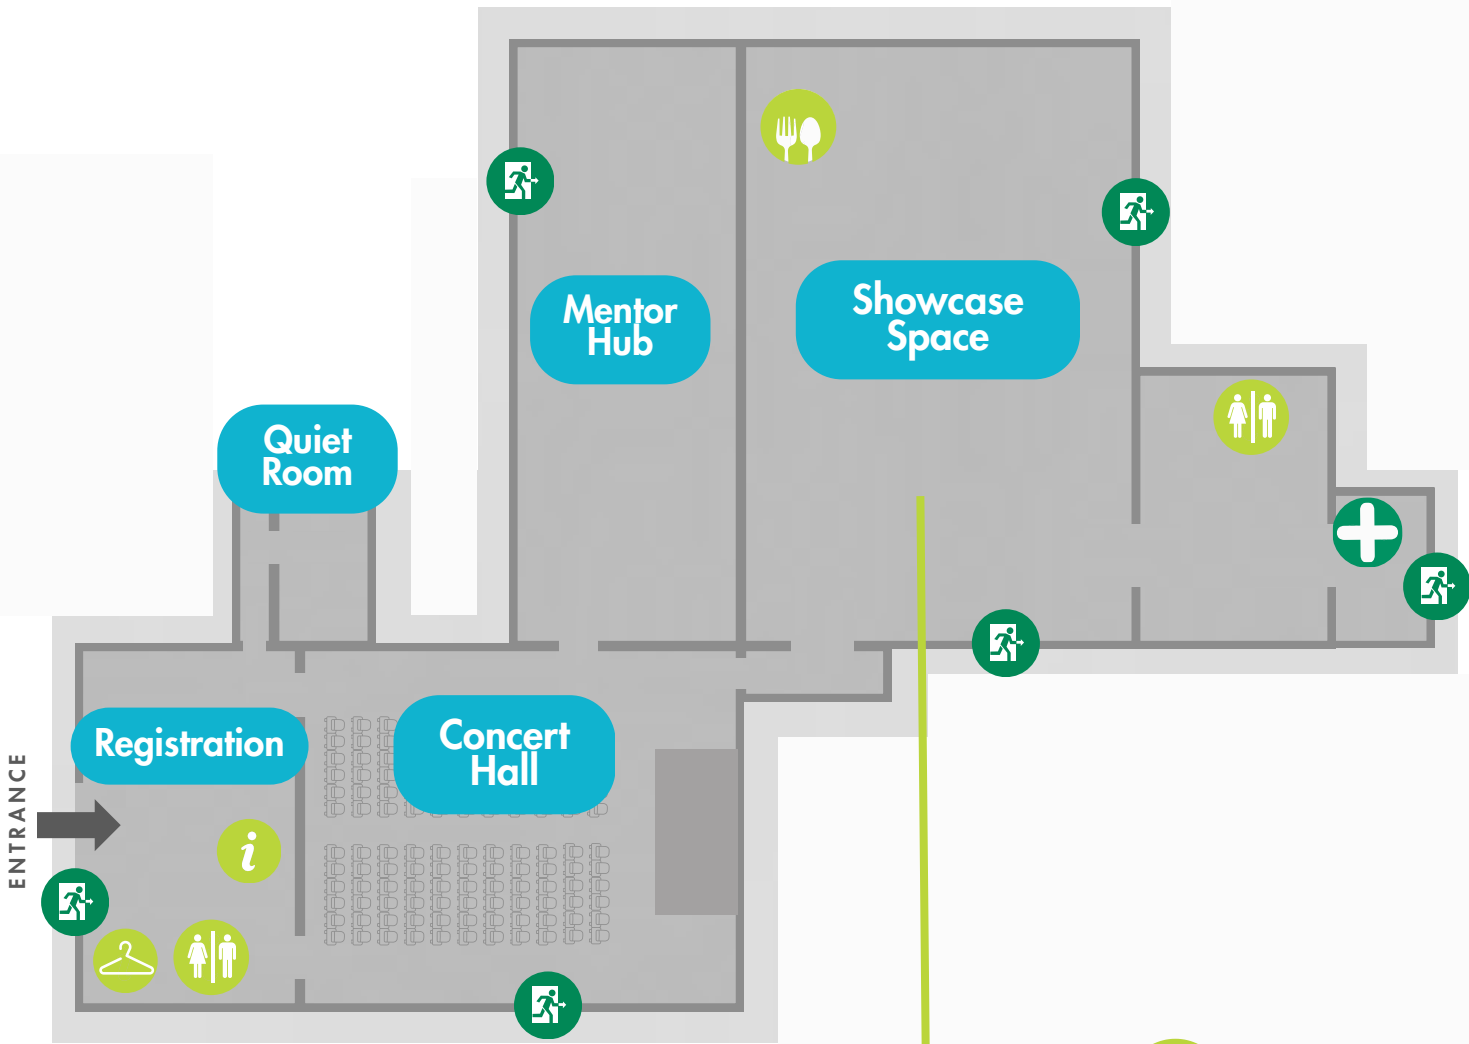 Mentor
Hub
Showcase
Space
Quiet
Room
Registration
Concert
Hall
ENTRANCE
i